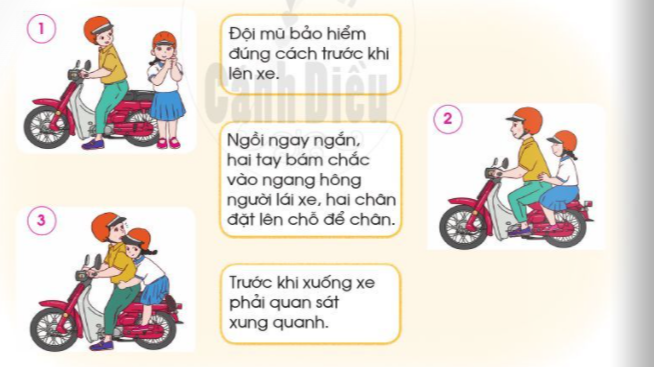 1
Đội mũ bảo hiểm
đúng cách trước khi
lên xe.
Cánh Diều
2
Ngồi ngay ngắn,
hai tay bám chắc
vào ngang hông
người lái xe, hai chân
đặt lên chỗ để chân.
3
Trước khi xuống xe
phải quan sát
xung quanh.